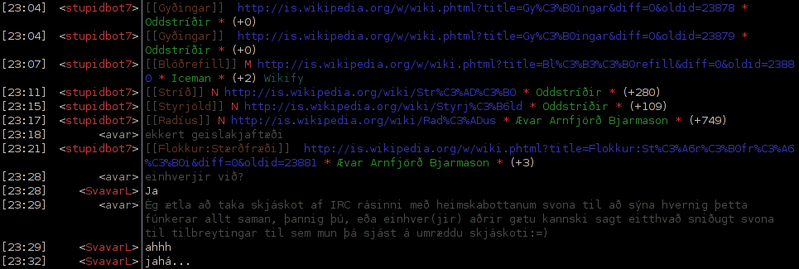 [23:04] <stupidbot7> [[Gyðingar]]  http://is.wikipedia.org/w/wiki.phtml?title=Gy%C3%B0ingar&diff=0&oldid=23878 *
Oddstríðir * (+0)
[23:04] <stupidbot7> [[Gyðingar]]  http://is.wikipedia.org/w/wiki.phtml?title=Gy%C3%B0ingar&diff=0&oldid=23879 *
Oddstríðir * (+0)
[23:07] <stupidbot7> [[Blóðrefill]] M http://is.wikipedia.org/w/wiki.phtml?title=Bl%C3%B3%C3%B0refill&diff=0&oldid=2388
0 * Iceman * (+2) Wikify
[23:11] <stupidbot7> [[Stríð]] N http://is.wikipedia.org/wiki/Str%C3%AD%C3%B0 * Oddstríðir * (+280)
[23:15] <stupidbot7> [[Styrjöld]] N http://is.wikipedia.org/wiki/Styrj%C3%B6ld * Oddstríðir * (+109)
[23:17] <stupidbot7> [[Radíus]] N http://is.wikipedia.org/wiki/Rad%C3%ADus * Ævar Arnfjörð Bjarmason * (+749)
[23:18] <avar> ekkert geislakjaftæði
[23:21] <stupidbot7> [[Flokkur:Stærðfræði]]  http://is.wikipedia.org/w/wiki.phtml?title=Flokkur:St%C3%A6r%C3%B0fr%C3%A6
%C3%B0i&diff=0&oldid=23881 * Ævar Arnfjörð Bjarmason * (+3)
[23:28] <avar> einhverjir við?
[23:28] <SvavarL> Ja
[23:29] <avar> Ég ætla að taka skjáskot af IRC rásinni með heimskabottanum svona til að sýna hvernig þetta
fúnkerar allt saman, þannig þú, eða einhver(jir) aðrir gætu kannski sagt eitthvað sniðugt svona
til tilbreytingar til sem mun þá sjást á umræddu skjáskoti:=)
[23:29] <SvavarL> ahhh
[23:32] <SvavarL> jahá...